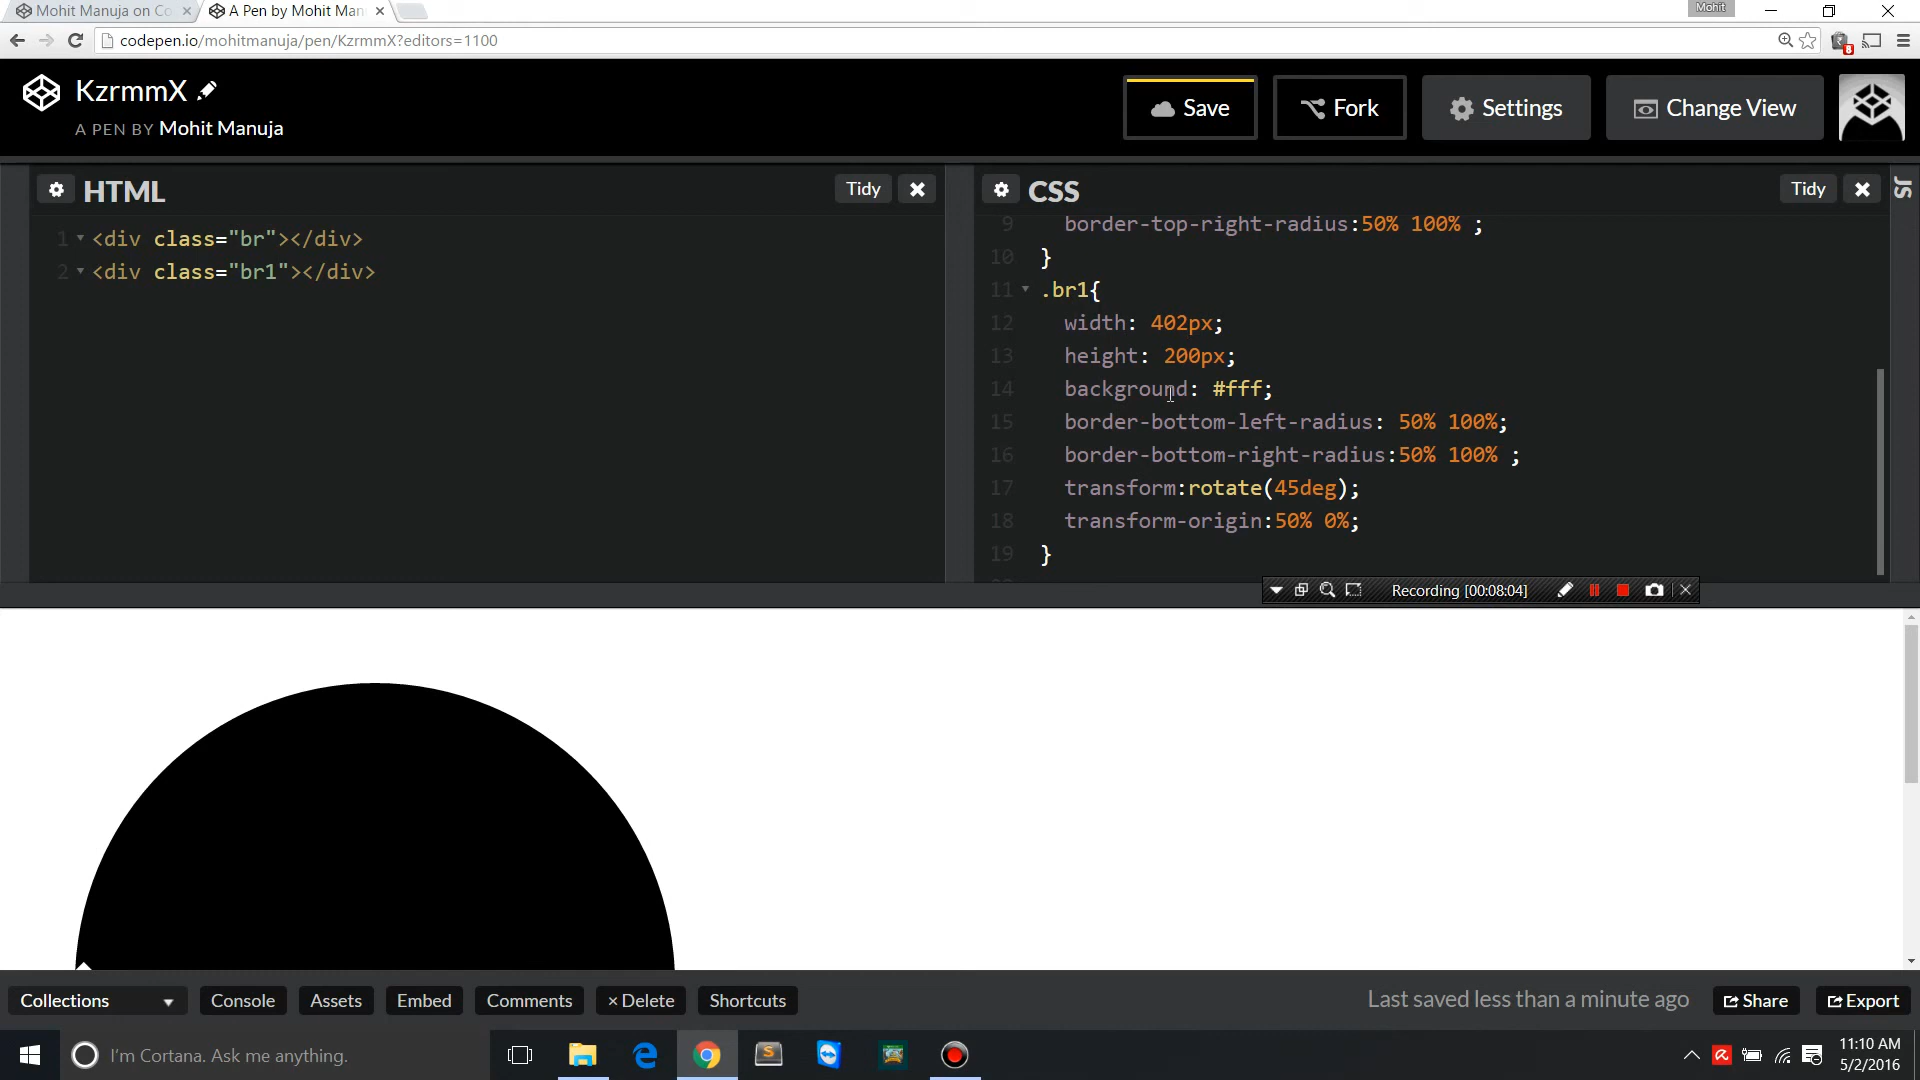 Mohit Manuja on Co
A Pen by Mohit Man
Mohit
codepen.io/mohitmanuja/pen/KzrmmX?editors=1100
8
KzrmmX
A PEN BY Mohit Manuja
Save
Fork
Settings
Change View
HTML
Tidy
1 <div class="br"></div>
2 <div class="br1"></div>
CSS
Tidy
JS
9 border-top-right-radius:50% 100% ;
10 }
11 .br1{
12 width: 402px;
13 height: 200px;
14 background: #fff;
15 border-bottom-left-radius: 50% 100%;
16 border-bottom-right-radius:50% 100% ;
17 transform:rotate(45deg);
18 transform-origin:50% 0%;
19 }
Recording [00:08:04]
Collections
Console
Assets
Embed
Comments
× Delete
Shortcuts
Last saved less than a minute ago
Share
Export
I'm Cortana. Ask me anything.
S
11:10 AM
5/2/2016